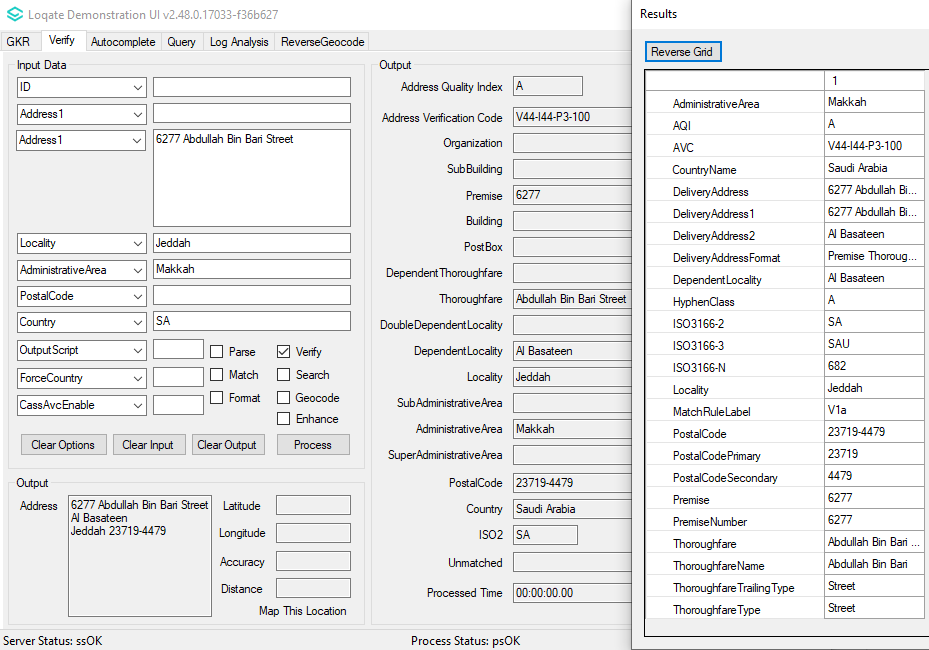 Loqate Demonstration UI v2.48.0.17033-f36b627
GKR Verify Autocomplete Query Log Analysis ReverseGeocode
Input Data
ID
Address1
Address1 6277 Abdullah Bin Bari Street
Locality Jeddah
AdministrativeArea Makkah
PostalCode
Country SA
OutputScript Parse Verify
ForceCountry Match Search
CassAvcEnable Format Geocode
Enhance
Clear Options Clear Input Clear Output Process
Output
Address 6277 Abdullah Bin Bari Street
Al Basateen
Jeddah 23719-4479
Latitude
Longitude
Accuracy
Distance
Map This Location
Output
Address Quality Index A
Address Verification Code V44-I44-P3-100
Organization
SubBuilding
Premise 6277
Building
PostBox
DependentThoroughfare
Thoroughfare Abdullah Bin Bari Street
DoubleDependentLocality
DependentLocality Al Basateen
Locality Jeddah
SubAdministrativeArea
AdministrativeArea Makkah
SuperAdministrativeArea
PostalCode 23719-4479
Country Saudi Arabia
ISO2 SA
Unmatched
Processed Time 00:00:00.00
Server Status: ssOK Process Status: psOK
Results
Reverse Grid
1
AdministrativeArea Makkah
AQI A
AVC V44-I44-P3-100
CountryName Saudi Arabia
DeliveryAddress 6277 Abdullah Bi...
DeliveryAddress1 6277 Abdullah Bi...
DeliveryAddress2 Al Basateen
DeliveryAddressFormat Premise Thoroug...
DependentLocality Al Basateen
HyphenClass A
ISO3166-2 SA
ISO3166-3 SAU
ISO3166-N 682
Locality Jeddah
MatchRuleLabel V1a
PostalCode 23719-4479
PostalCodePrimary 23719
PostalCodeSecondary 4479
Premise 6277
PremiseNumber 6277
Thoroughfare Abdullah Bin Bari ...
ThoroughfareName Abdullah Bin Bari
ThoroughfareTrailingType Street
ThoroughfareType Street